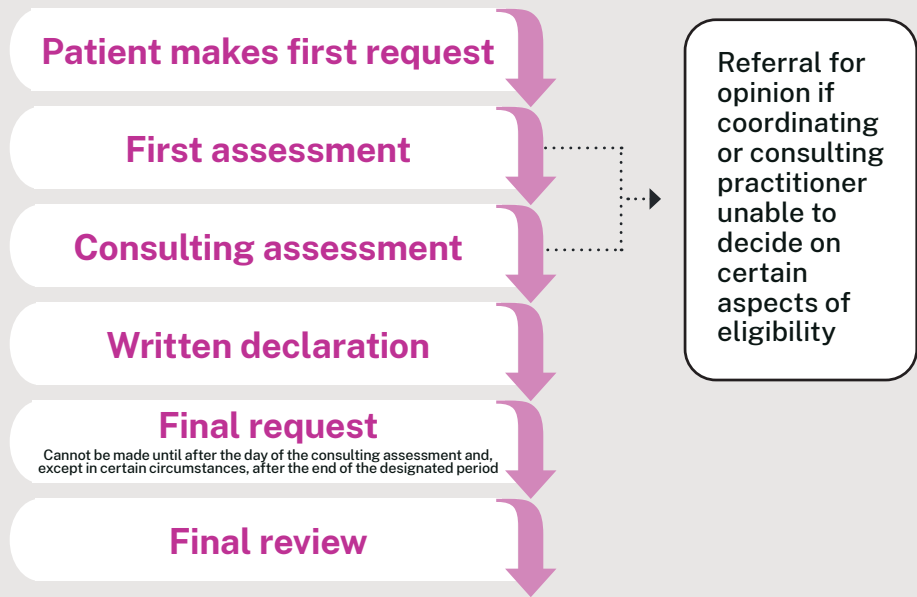 Patient makes first request
First assessment
Consulting assessment
Written declaration
Final request
Cannot be made until after the day of the consulting assessment and,
except in certain circumstances, after the end of the designated period
Final review
Referral for
opinion if
coordinating
or consulting
practitioner
unable to
decide on
certain
aspects of
eligibility